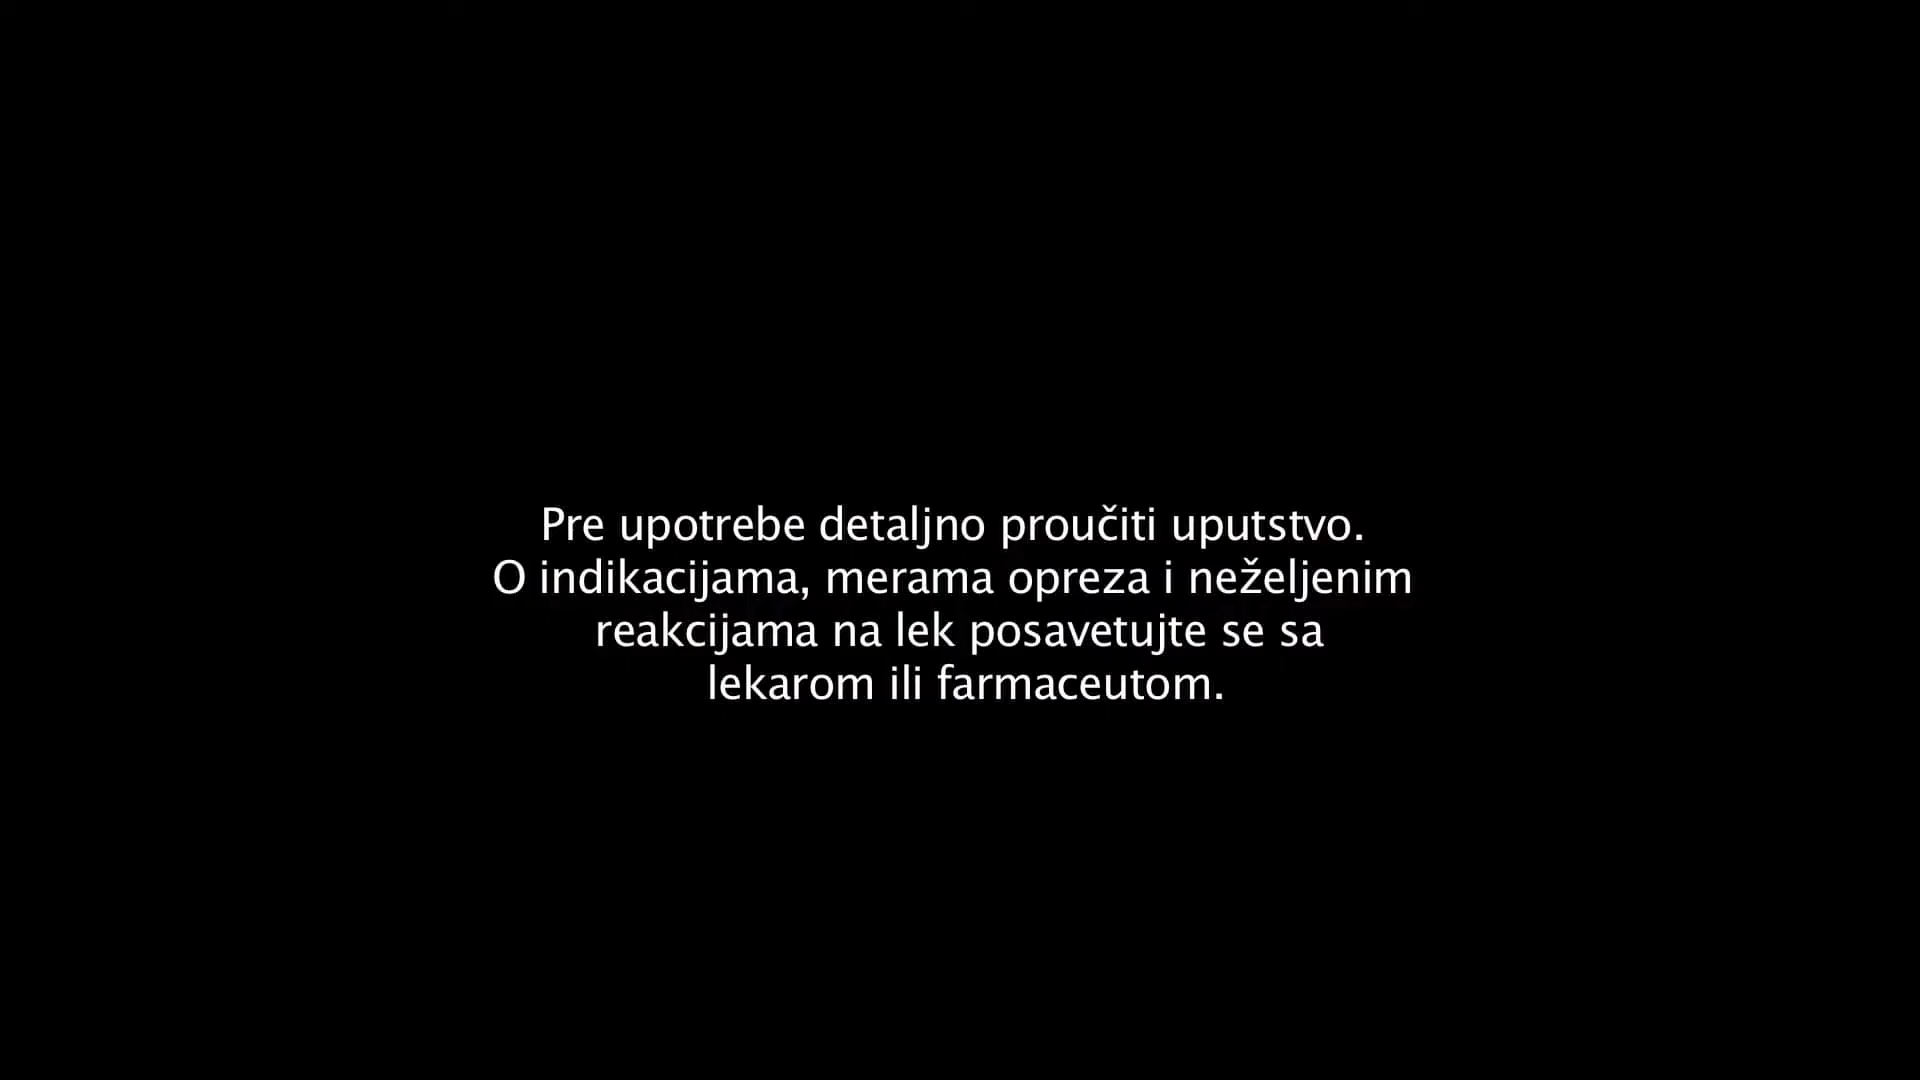 Pre upotrebe detaljno proučiti uputstvo.
O indikacijama, merama opreza i neželjenim
reakcijama na lek posavetujte se sa
lekarom ili farmaceutom.